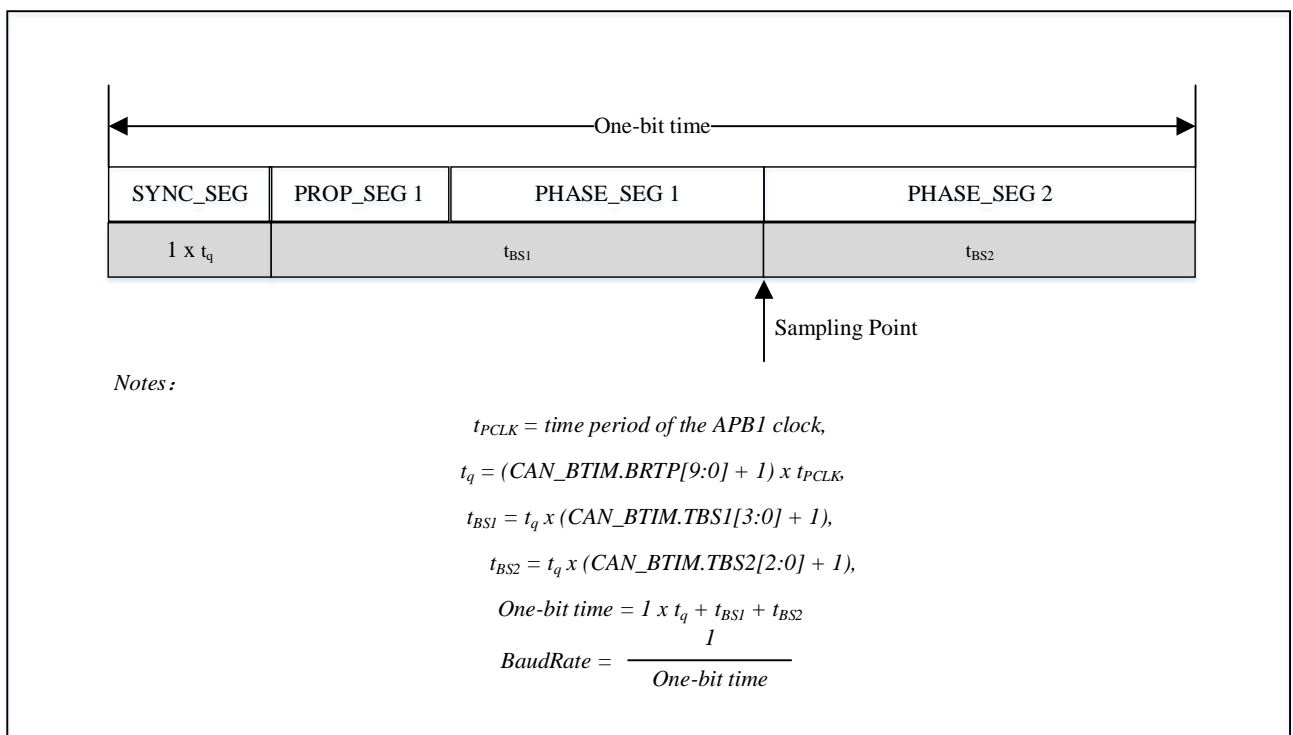 One-bit time
SYNC_SEG PROP_SEG 1 PHASE_SEG 1 PHASE_SEG 2
1 x tq tBS1 tBS2
Sampling Point
Notes：
tPCLK = time period of the APB1 clock,
tq = (CAN_BTIM.BRTP[9:0] + 1) x tPCLK,
tBS1 = tq x (CAN_BTIM.TBS1[3:0] + 1),
tBS2 = tq x (CAN_BTIM.TBS2[2:0] + 1),
One-bit time = 1 x tq + tBS1 + tBS2
1
BaudRate =
One-bit time